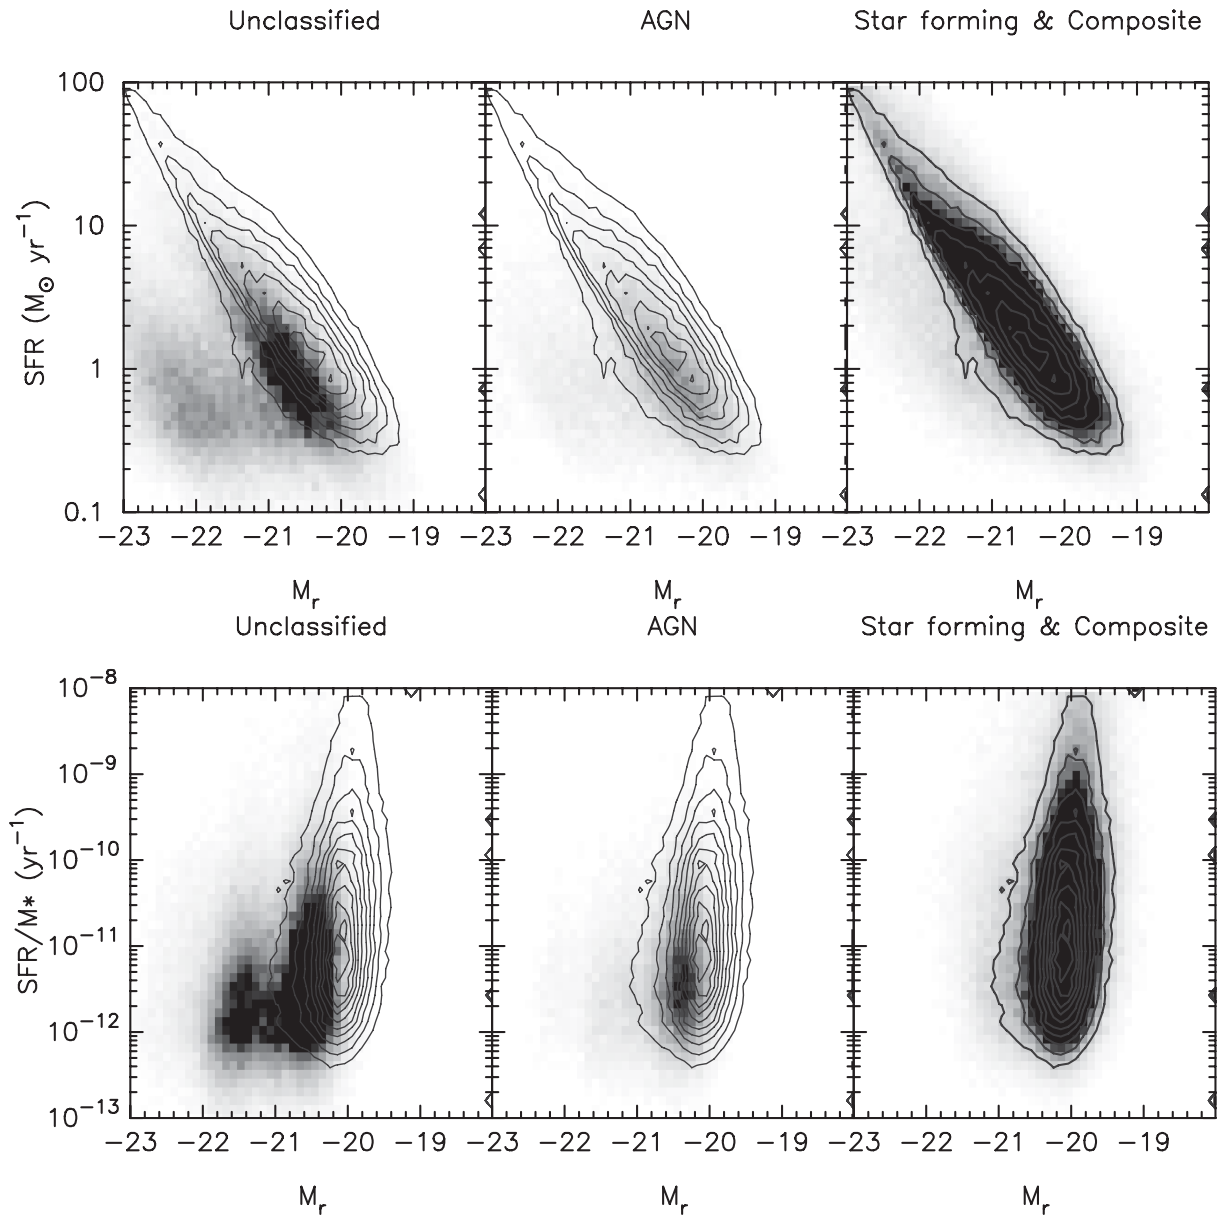 Unclassified AGN Star forming & Composite
100
10
1
0.1
SFR (M⊙ yr⁻¹)
−23 −22 −21 −20 −19 −23 −22 −21 −20 −19 −23 −22 −21 −20 −19
Mᵣ Mᵣ Mᵣ
Unclassified AGN Star forming & Composite
10⁻⁸
10⁻⁹
10⁻¹⁰
10⁻¹¹
10⁻¹²
10⁻¹³
SFR/M* (yr⁻¹)
−23 −22 −21 −20 −19 −23 −22 −21 −20 −19 −23 −22 −21 −20 −19
Mᵣ Mᵣ Mᵣ